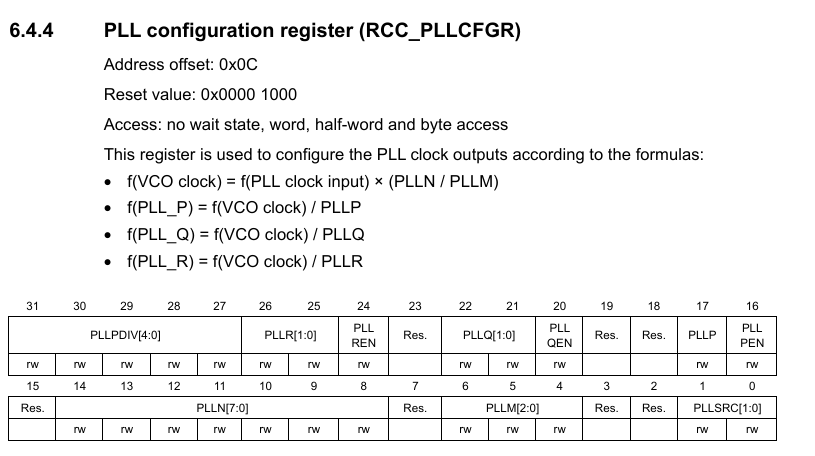 6.4.4 PLL configuration register (RCC_PLLCFGR)
Address offset: 0x0C
Reset value: 0x0000 1000
Access: no wait state, word, half-word and byte access
This register is used to configure the PLL clock outputs according to the formulas:
• f(VCO clock) = f(PLL clock input) × (PLLN / PLLM)
• f(PLL_P) = f(VCO clock) / PLLP
• f(PLL_Q) = f(VCO clock) / PLLQ
• f(PLL_R) = f(VCO clock) / PLLR
31 30 29 28 27 26 25 24 23 22 21 20 19 18 17 16
PLLPDIV[4:0] PLLR[1:0] PLL REN Res. PLLQ[1:0] PLL QEN Res. Res. PLLP PLL PEN
rw rw rw rw rw rw rw rw rw rw rw rw rw
15 14 13 12 11 10 9 8 7 6 5 4 3 2 1 0
Res. PLLN[7:0] Res. PLLM[2:0] Res. Res. PLLSRC[1:0]
rw rw rw rw rw rw rw rw rw rw rw rw